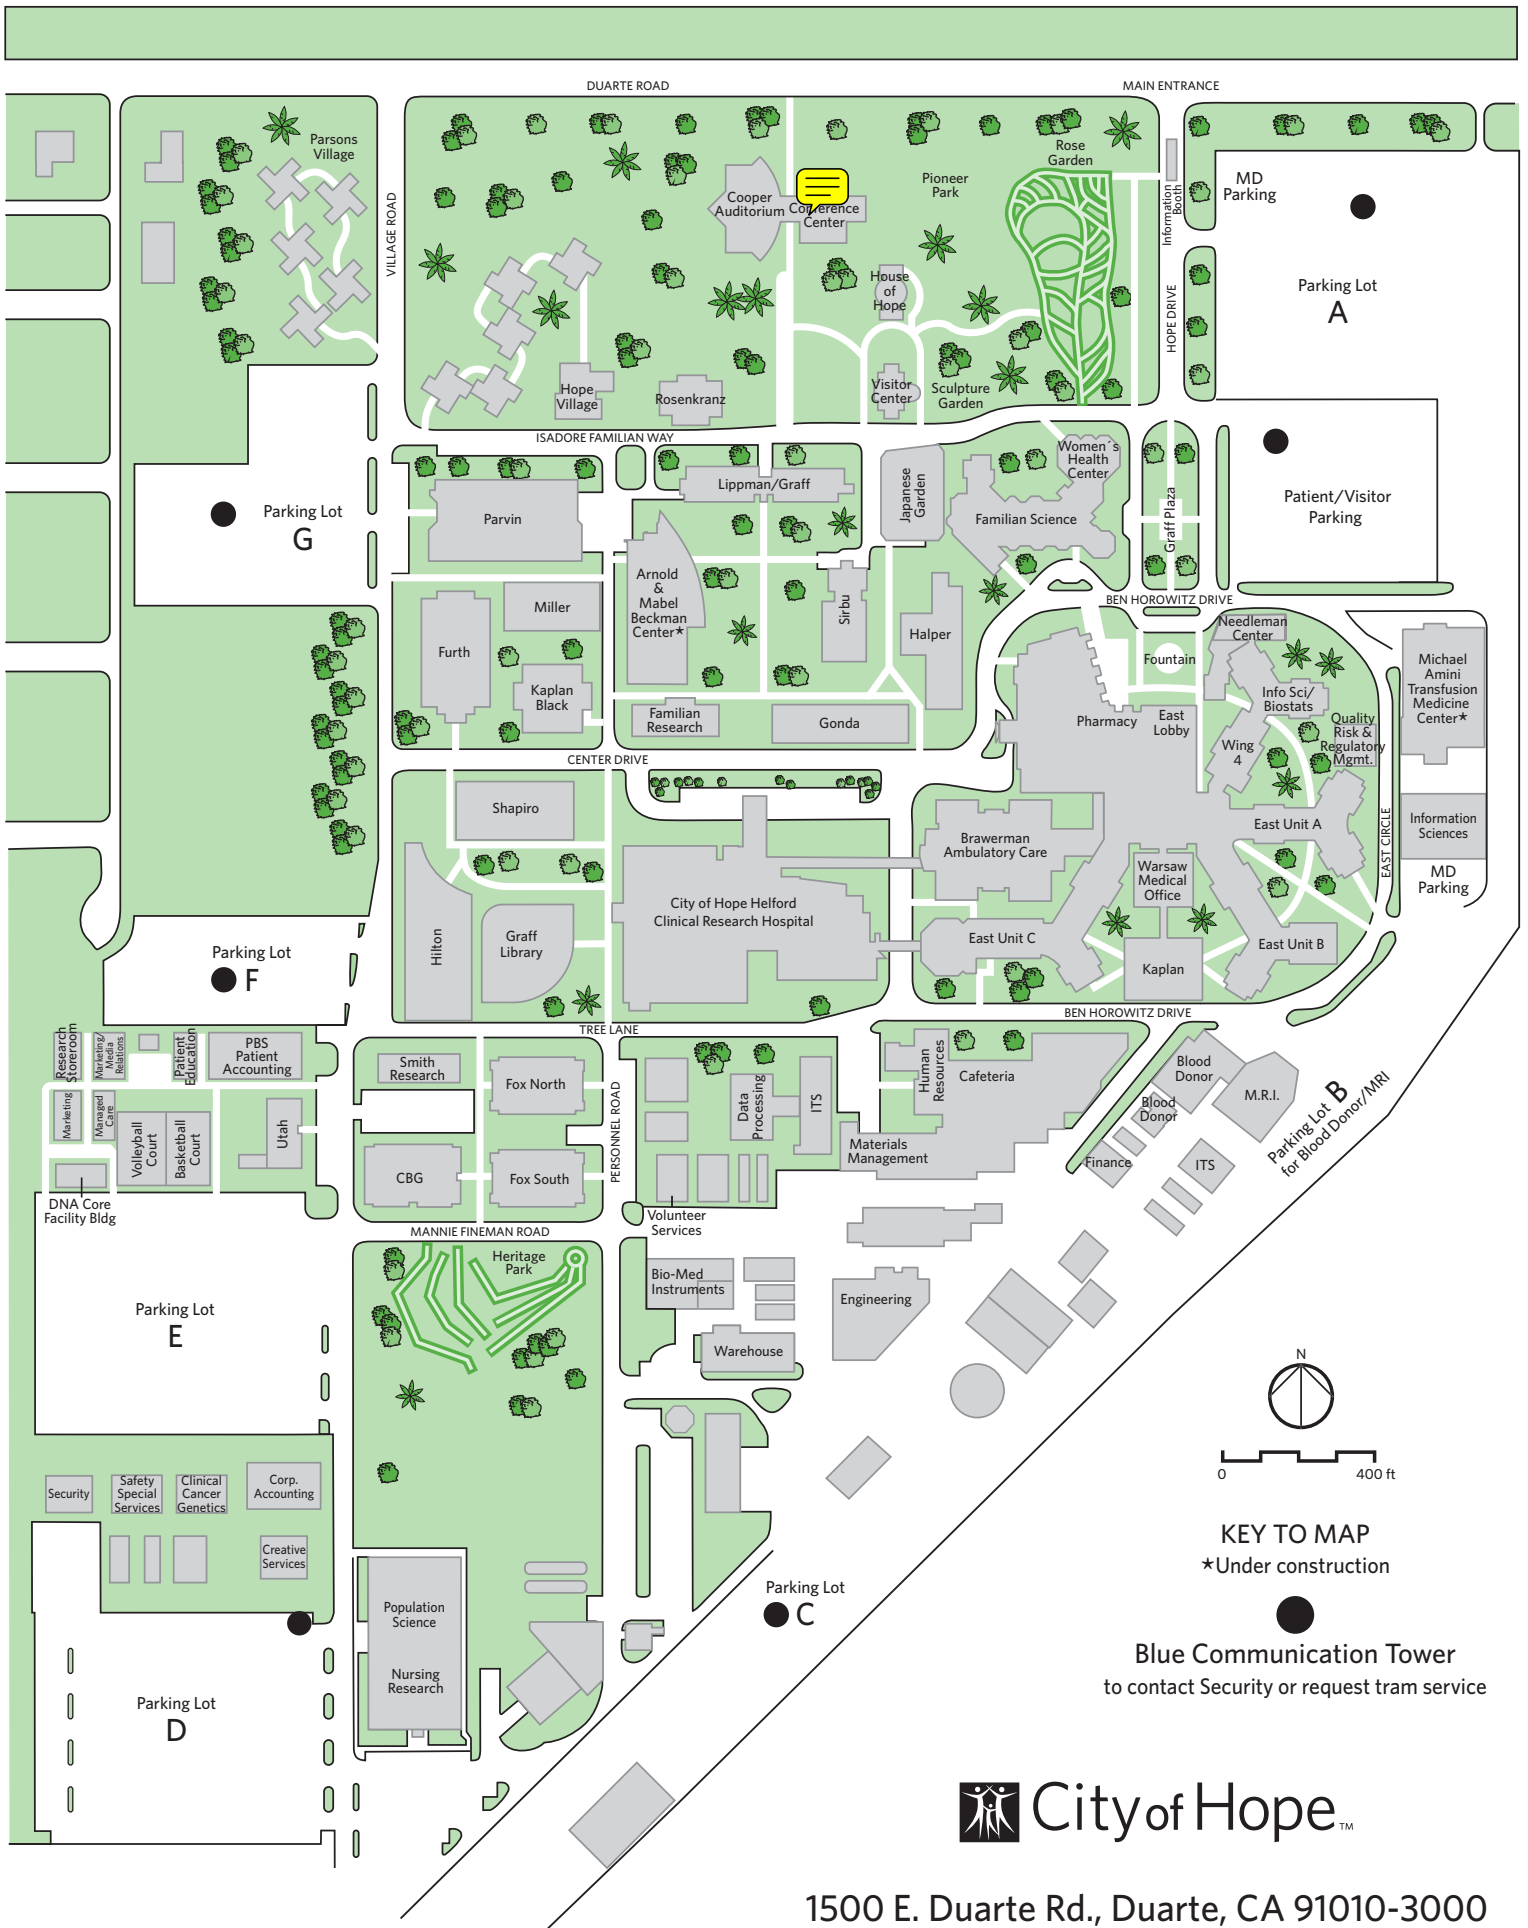 DUARTE ROAD
MAIN ENTRANCE
Parsons
Village
VILLAGE ROAD
Cooper
Auditorium
Center
Pioneer
Park
Rose
Garden
Information
Booth
MD
Parking
Parking Lot
A
House
of
Hope
HOPE DRIVE
Hope
Village
Rosenkranz
Visitor
Center
Sculpture
Garden
ISADORE FAMILIAN WAY
Parking Lot
G
Parvin
Lippman/Graff
Japanese
Garden
Women´s
Health
Center
Familian Science
Graff Plaza
Patient/Visitor
Parking
Arnold
&
Mabel
Beckman
Center★
Miller
Furth
Kaplan
Black
Sirbu
Halper
Familian
Research
Gonda
BEN HOROWITZ DRIVE
Needleman
Center
Fountain
Info Sci/
Biostats
Pharmacy
East
Lobby
Wing
4
Quality
Risk &
Regulatory
Mgmt.
Michael
Amini
Transfusion
Medicine
Center★
CENTER DRIVE
Shapiro
Brawerman
Ambulatory Care
East Unit A
EAST CIRCLE
Information
Sciences
MD
Parking
Warsaw
Medical
Office
City of Hope Helford
Clinical Research Hospital
Hilton
Graff
Library
East Unit C
East Unit B
Kaplan
Parking Lot
F
BEN HOROWITZ DRIVE
TREE LANE
Research
Storeroom
Marketing/
Media
Relations
Patient
Education
PBS
Patient
Accounting
Marketing
Managed
Care
Volleyball
Court
Basketball
Court
Utah
DNA Core
Facility Bldg
Smith
Research
Fox North
CBG
Fox South
PERSONNEL ROAD
Data
Processing
ITS
Human
Resources
Cafeteria
Materials
Management
Blood
Donor
Blood
Donor
M.R.I.
Finance
ITS
Parking Lot B
for Blood Donor/MRI
Volunteer
Services
MANNIE FINEMAN ROAD
Heritage
Park
Bio-Med
Instruments
Engineering
Warehouse
Parking Lot
E
N
0
400 ft
Security
Safety
Special
Services
Clinical
Cancer
Genetics
Corp.
Accounting
Creative
Services
KEY TO MAP
★Under construction
Population
Science
Nursing
Research
Parking Lot
C
Blue Communication Tower
to contact Security or request tram service
Parking Lot
D
City of Hope™
1500 E. Duarte Rd., Duarte, CA 91010-3000